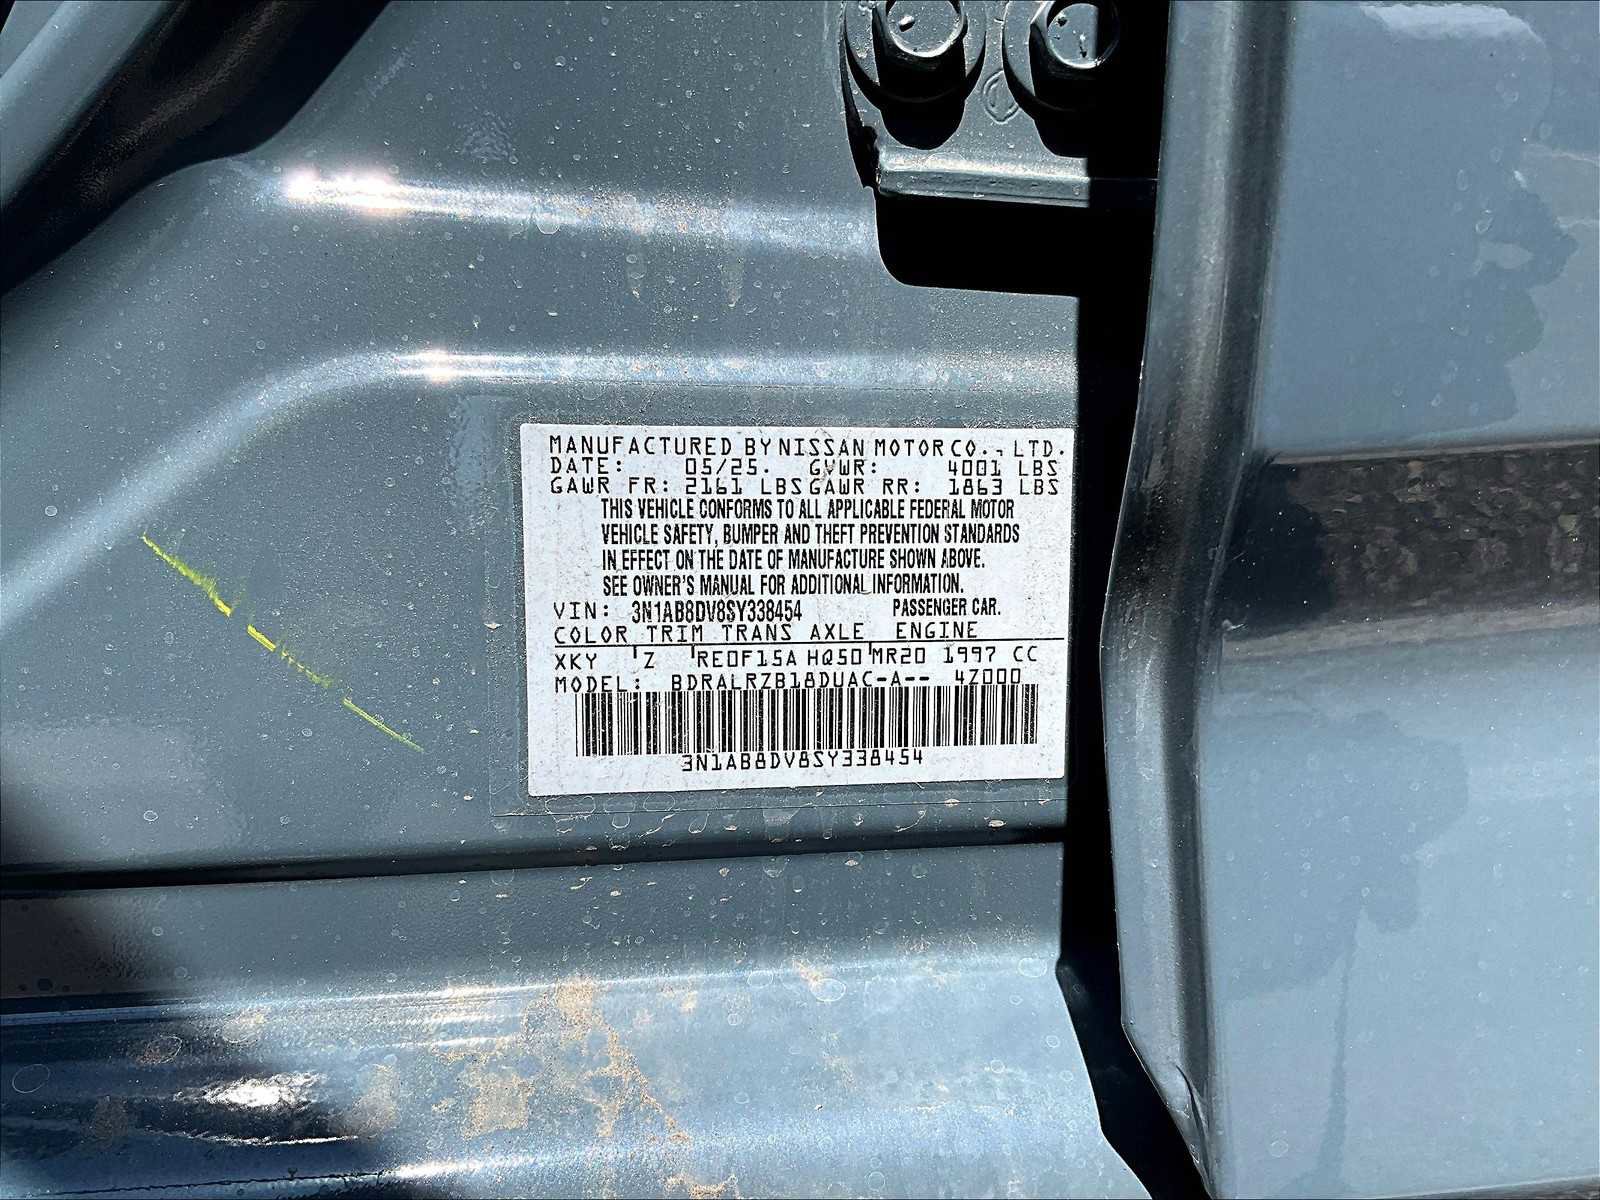 MANUFACTURED BY NISSAN MOTOR CO., LTD.
DATE: 05/25. GVWR: 4001 LBS
GAWR FR: 2161 LBS GAWR RR: 1863 LBS
THIS VEHICLE CONFORMS TO ALL APPLICABLE FEDERAL MOTOR
VEHICLE SAFETY, BUMPER AND THEFT PREVENTION STANDARDS
IN EFFECT ON THE DATE OF MANUFACTURE SHOWN ABOVE.
SEE OWNER'S MANUAL FOR ADDITIONAL INFORMATION.
VIN: 3N1AB8DV8SY338454 PASSENGER CAR.
COLOR TRIM TRANS AXLE ENGINE
XKY Z RE0F15A HQ50 MR20 1997 CC
MODEL: BDRALRZB18DUAC-A-- 4Z000
3N1AB8DV8SY338454